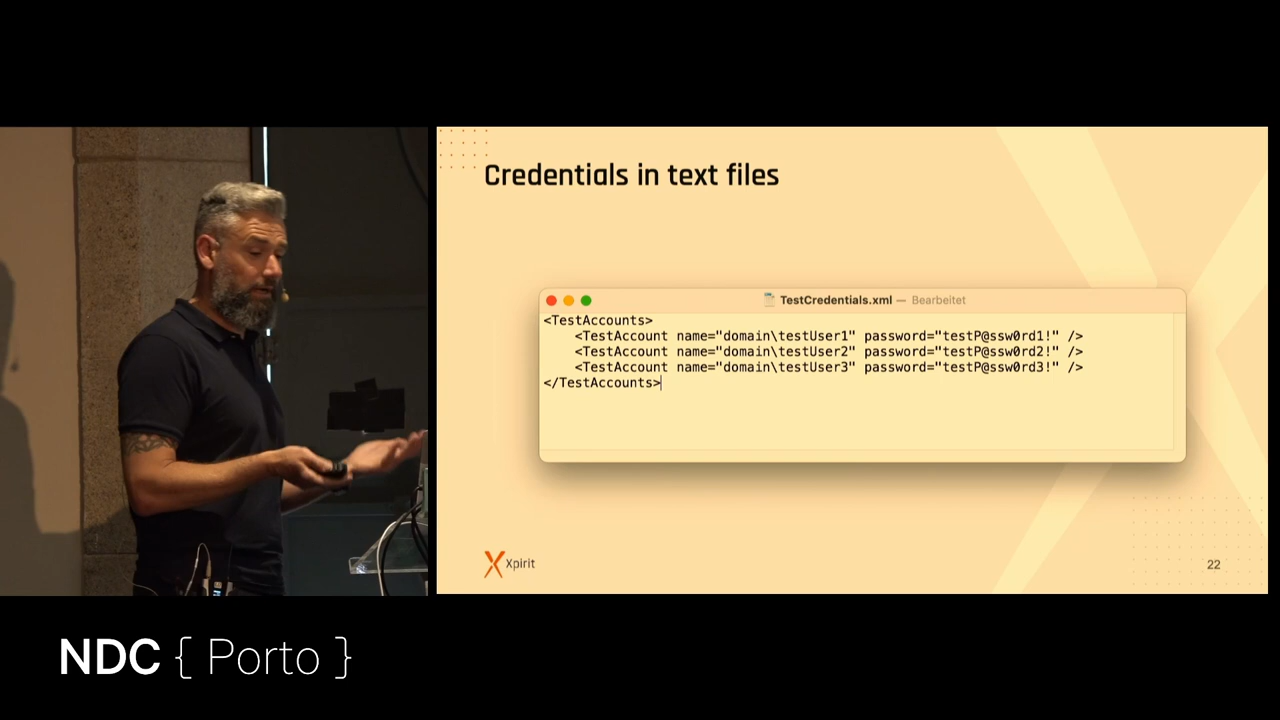 Credentials in text files
TestCredentials.xml — Bearbeitet
<TestAccounts>
    <TestAccount name="domain\testUser1" password="testP@ssw0rd1!" />
    <TestAccount name="domain\testUser2" password="testP@ssw0rd2!" />
    <TestAccount name="domain\testUser3" password="testP@ssw0rd3!" />
</TestAccounts>
Xpirit
22
NDC { Porto }